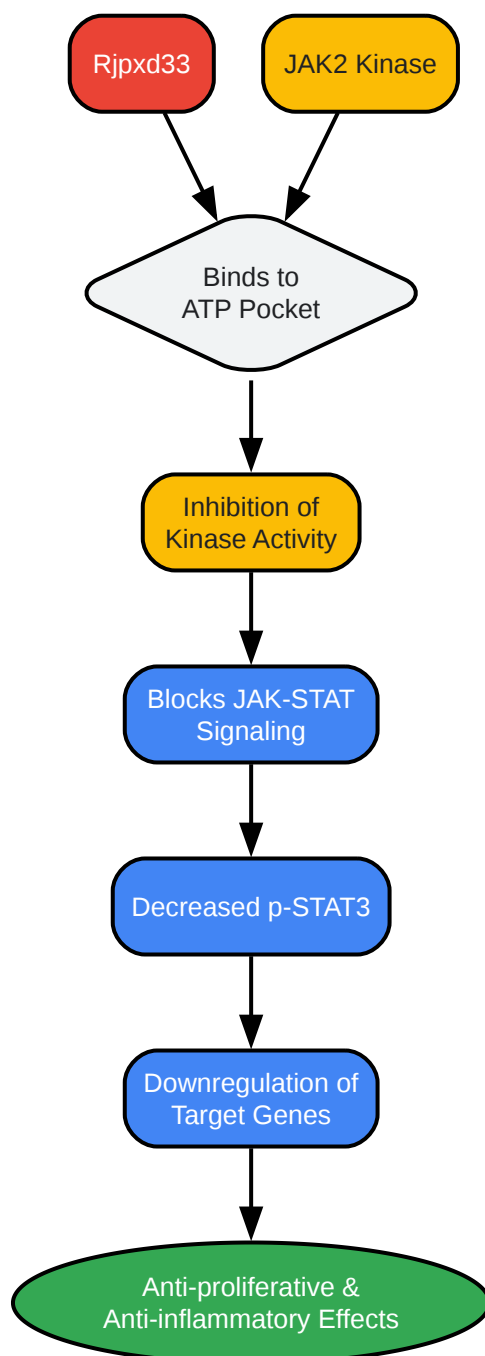 Rjpxd33
JAK2 Kinase
Binds to
ATP Pocket
Inhibition of
Kinase Activity
Blocks JAK-STAT
Signaling
Decreased p-STAT3
Downregulation of
Target Genes
Anti-proliferative &
Anti-inflammatory Effects